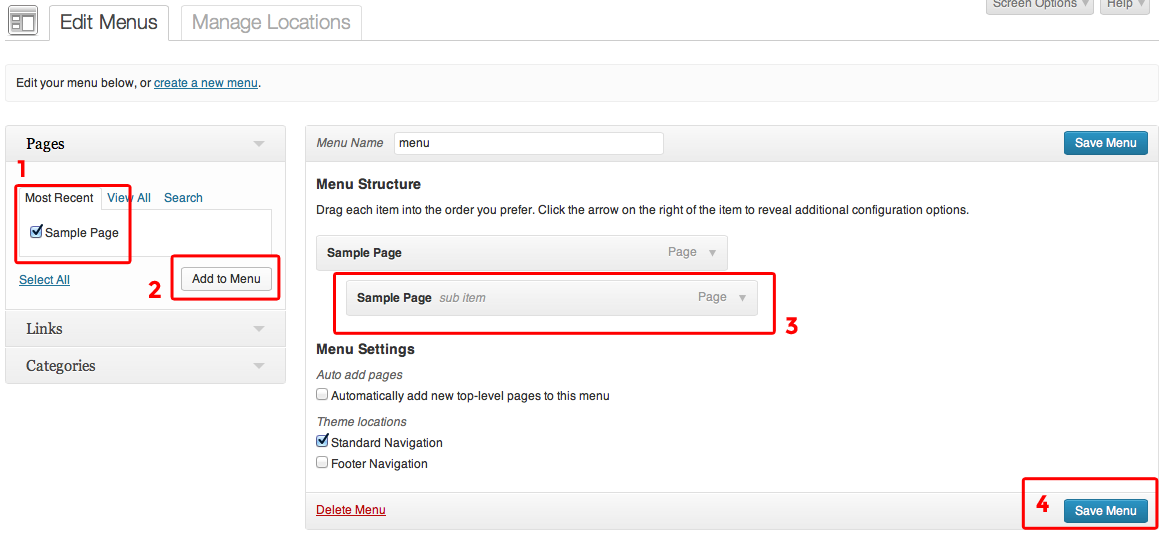 Edit Menus
Manage Locations
Screen Options
Help
Edit your menu below, or create a new menu.
Pages
1
Most Recent
View All
Search
Sample Page
Select All
2
Add to Menu
Links
Categories
Menu Name
menu
Save Menu
Menu Structure
Drag each item into the order you prefer. Click the arrow on the right of the item to reveal additional configuration options.
Sample Page
Page
Sample Page sub item
Page
3
Menu Settings
Auto add pages
Automatically add new top-level pages to this menu
Theme locations
Standard Navigation
Footer Navigation
Delete Menu
4
Save Menu